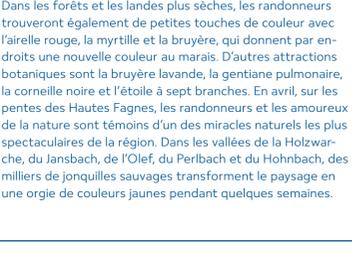 Dans les forêts et les landes plus sèches, les randonneurs
trouveront également de petites touches de couleur avec
l'airelle rouge, la myrtille et la bruyère, qui donnent par en-
droits une nouvelle couleur au marais. D'autres attractions
botaniques sont la bruyère lavande, la gentiane pulmonaire,
la corneille noire et l'étoile à sept branches. En avril, sur les
pentes des Hautes Fagnes, les randonneurs et les amoureux
de la nature sont témoins d'un des miracles naturels les plus
spectaculaires de la région. Dans les vallées de la Holzwar-
che, du Jansbach, de l'Olef, du Perlbach et du Hohnbach, des
milliers de jonquilles sauvages transforment le paysage en
une orgie de couleurs jaunes pendant quelques semaines.